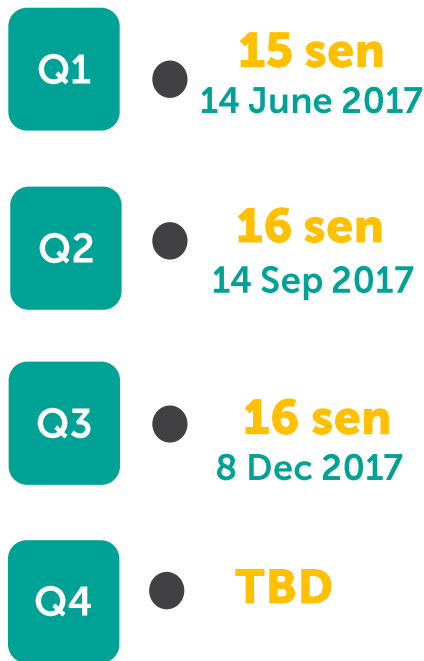 Q1
15 sen
14 June 2017
Q2
16 sen
14 Sep 2017
Q3
16 sen
8 Dec 2017
Q4
TBD